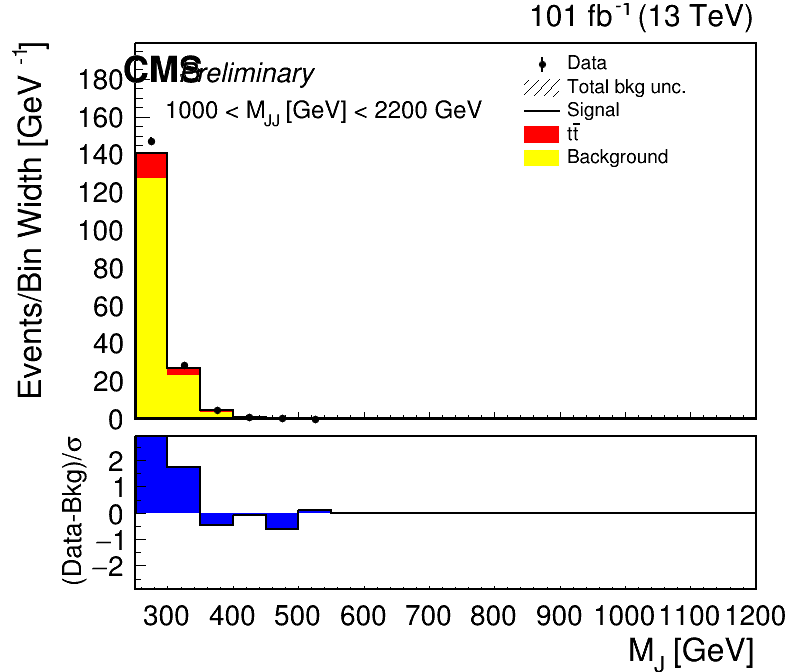 101 fb⁻¹ (13 TeV)
CMS Preliminary
1000 < M_JJ [GeV] < 2200 GeV
Data
Total bkg unc.
Signal
tt̄
Background
Events/Bin Width [GeV⁻¹]
180
160
140
120
100
80
60
40
20
0
(Data-Bkg)/σ
2
1
0
−1
−2
300 400 500 600 700 800 900 1000 1100 1200
M_J [GeV]